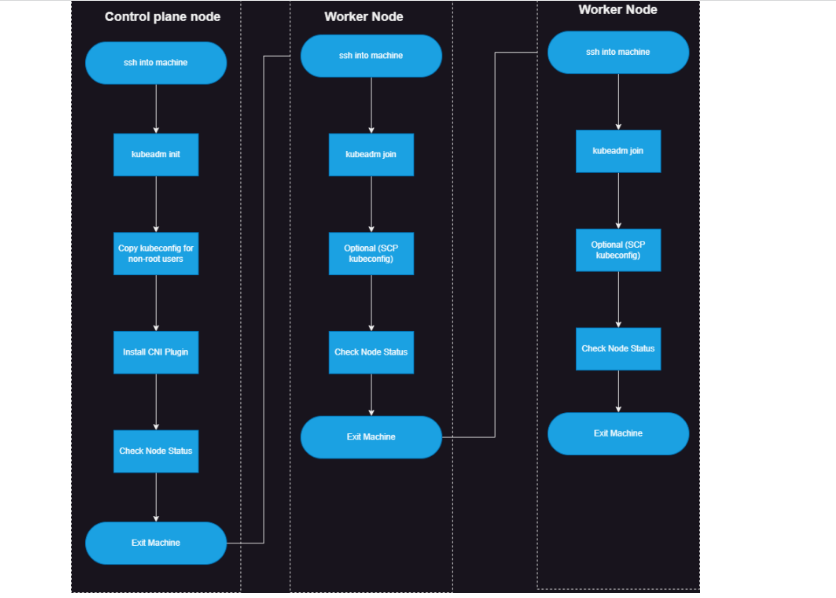 Control plane node
ssh into machine
kubeadm init
Copy kubeconfig for
non-root users
Install CNI Plugin
Check Node Status
Exit Machine
Worker Node
ssh into machine
kubeadm join
Optional (SCP
kubeconfig)
Check Node Status
Exit Machine
Worker Node
ssh into machine
kubeadm join
Optional (SCP
kubeconfig)
Check Node Status
Exit Machine